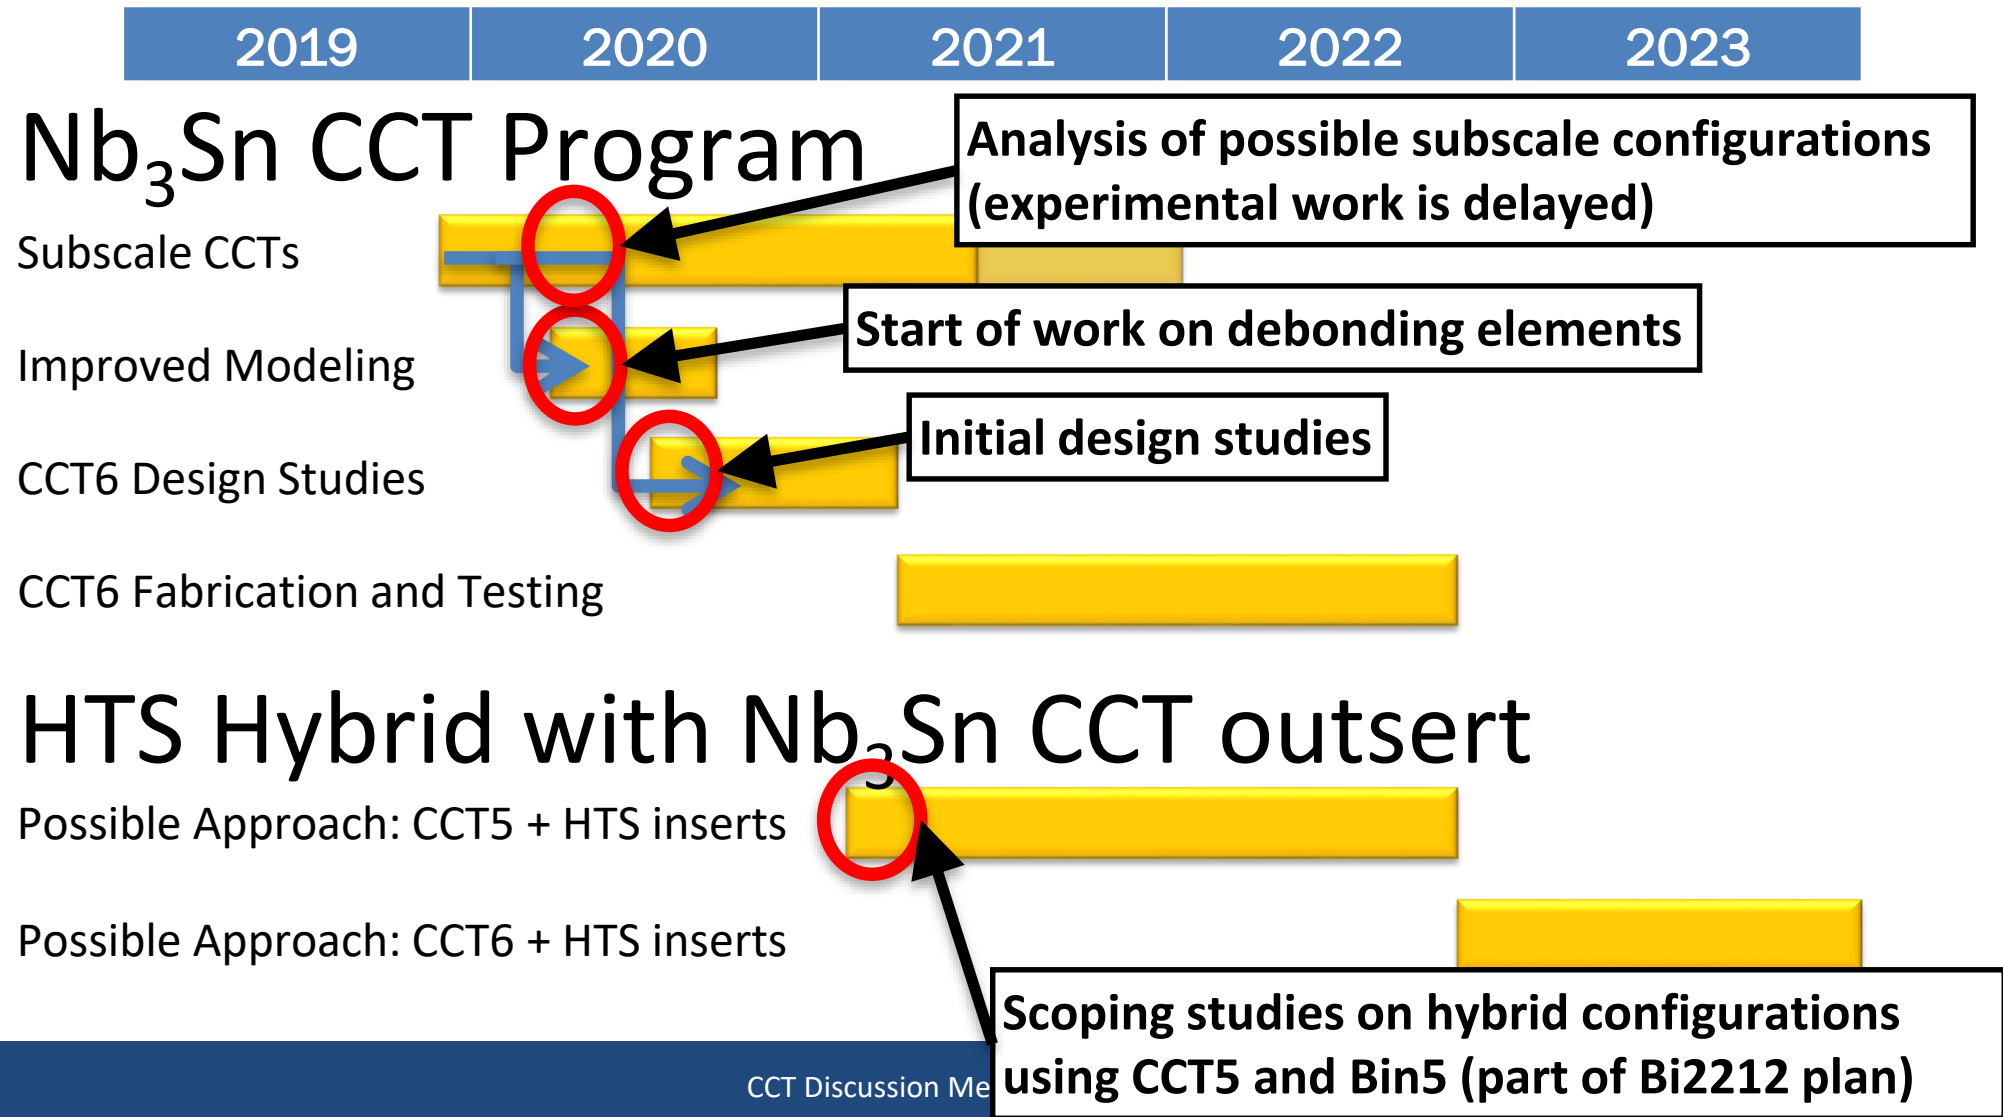 2019 2020 2021 2022 2023
Nb₃Sn CCT Program
Analysis of possible subscale configurations
(experimental work is delayed)
Subscale CCTs
Start of work on debonding elements
Improved Modeling
Initial design studies
CCT6 Design Studies
CCT6 Fabrication and Testing
HTS Hybrid with Nb₃Sn CCT outsert
Possible Approach: CCT5 + HTS inserts
Possible Approach: CCT6 + HTS inserts
Scoping studies on hybrid configurations
using CCT5 and Bin5 (part of Bi2212 plan)
CCT Discussion Me